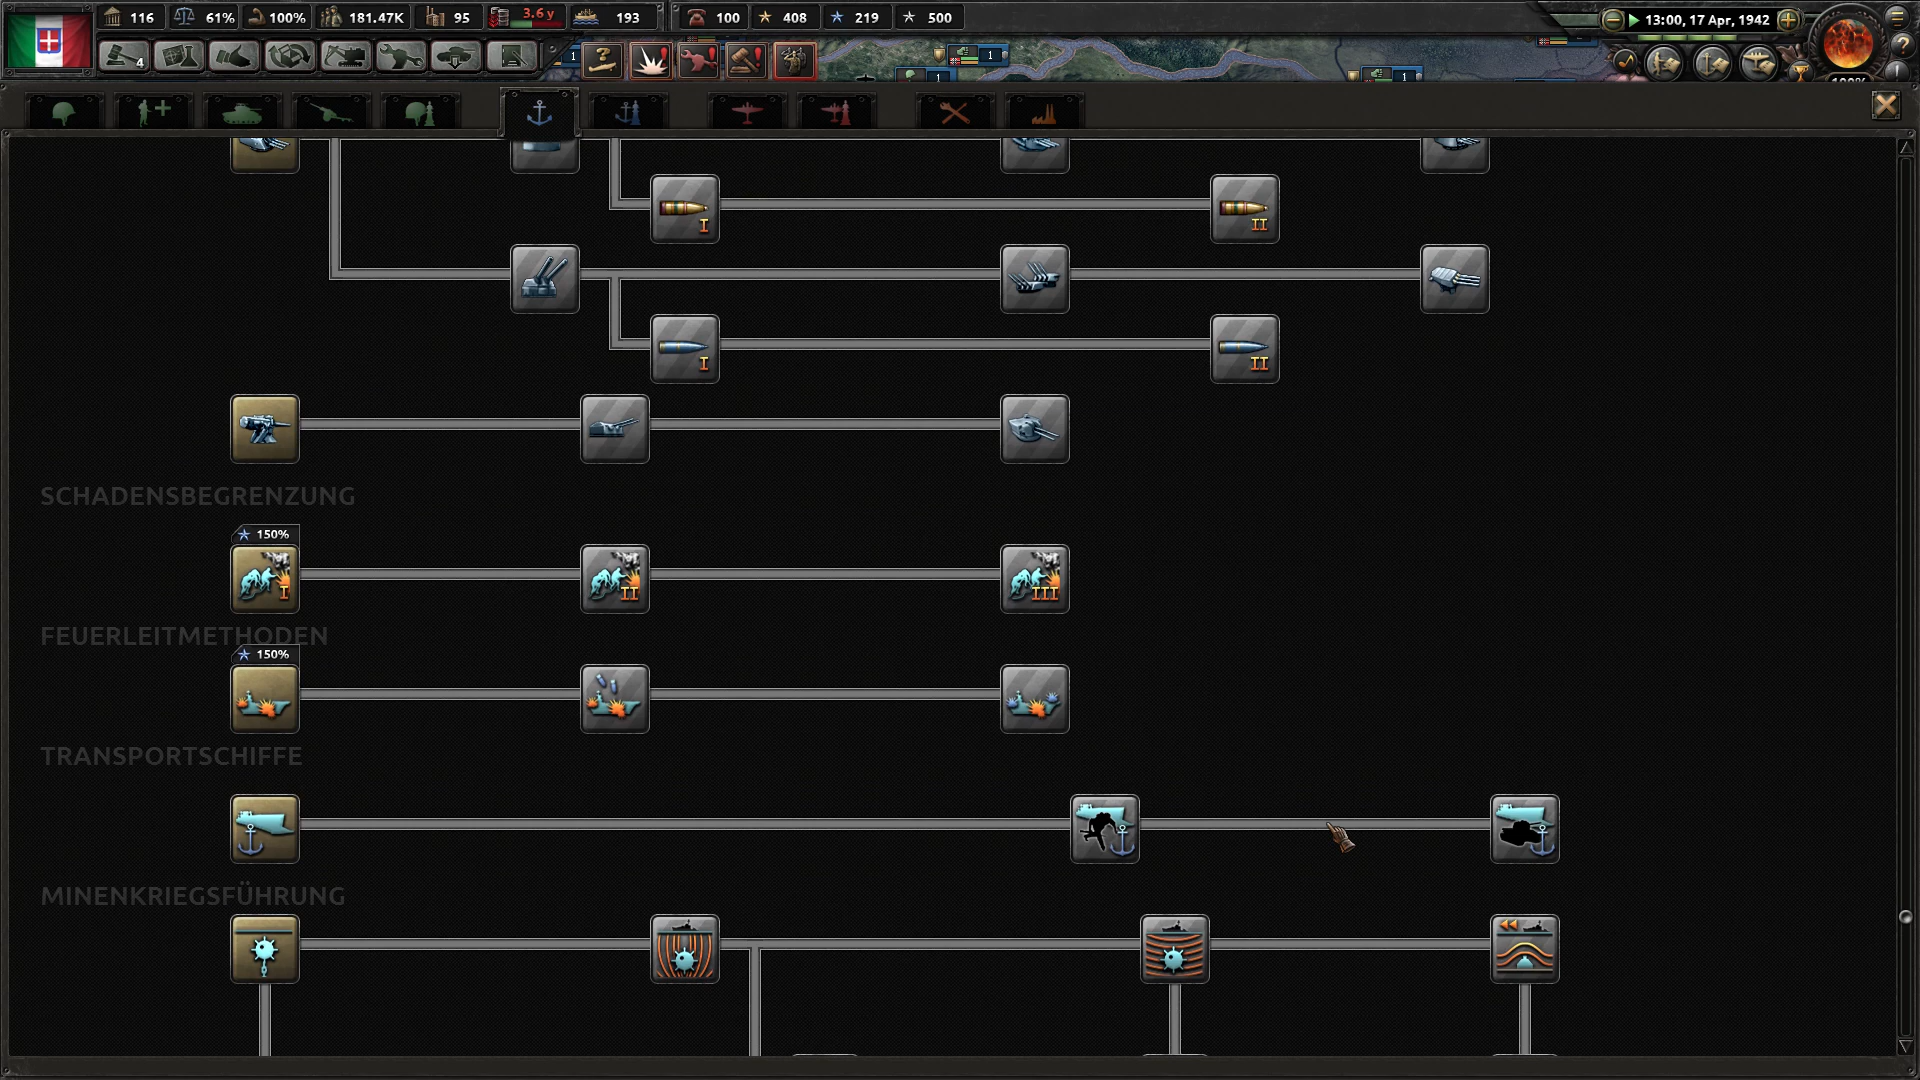 116 61% 100% 181.47K 95 3.6 y 193 100 408 219 500 13:00, 17 Apr, 1942
4 1 1 1 1
I II
I II
SCHADENSBEGRENZUNG
150%
I II III
FEUERLEITMETHODEN
150%
TRANSPORTSCHIFFE
MINENKRIEGSFÜHRUNG